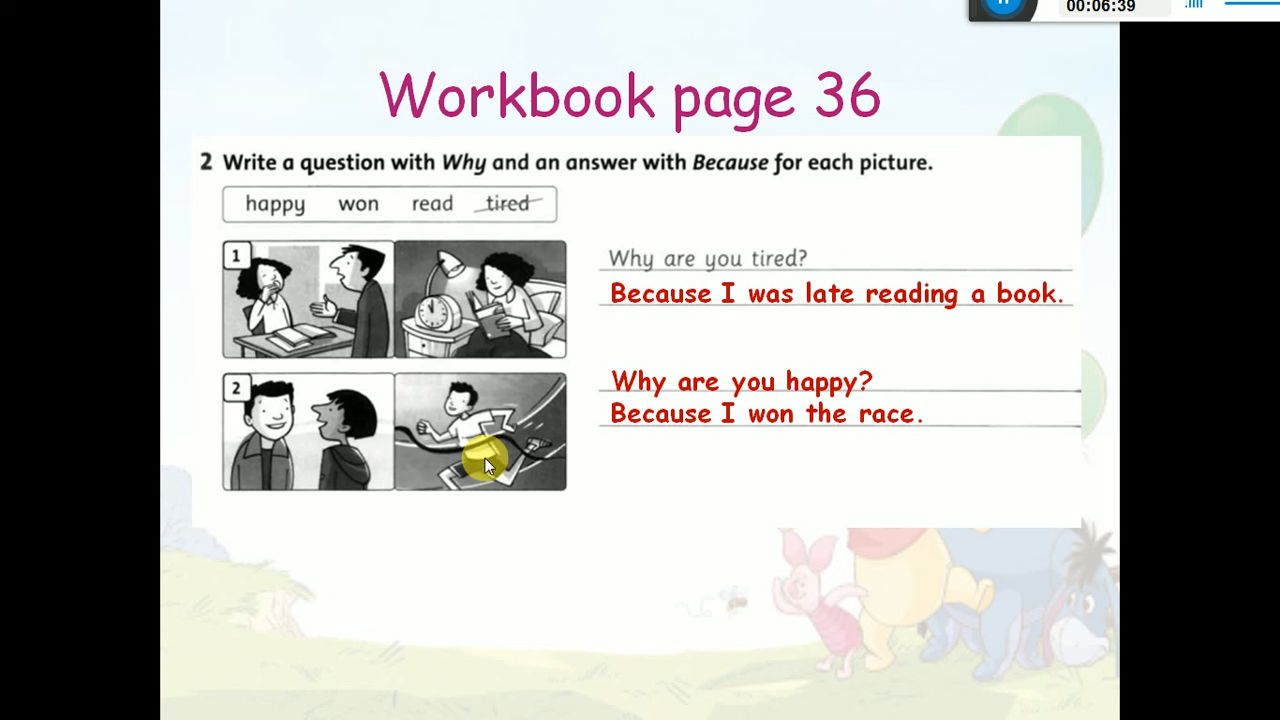 00:06:39
Workbook page 36
2 Write a question with Why and an answer with Because for each picture.
happy won read tired
1
Why are you tired?
Because I was late reading a book.
2
Why are you happy?
Because I won the race.